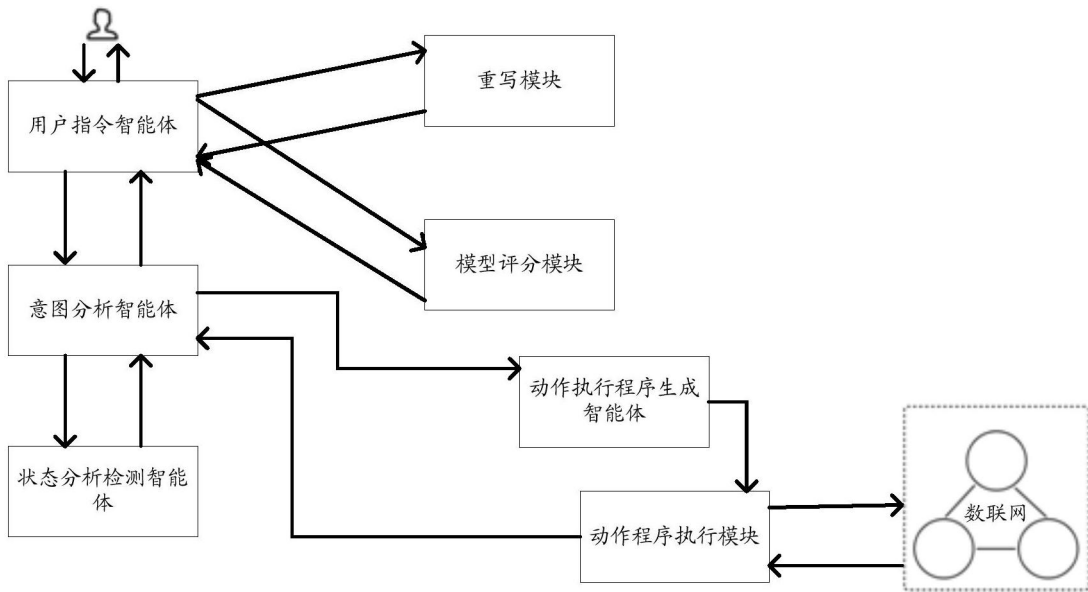 重写模块
用户指令智能体
模型评分模块
意图分析智能体
动作执行程序生成
智能体
状态分析检测智能
体
数联网
动作程序执行模块